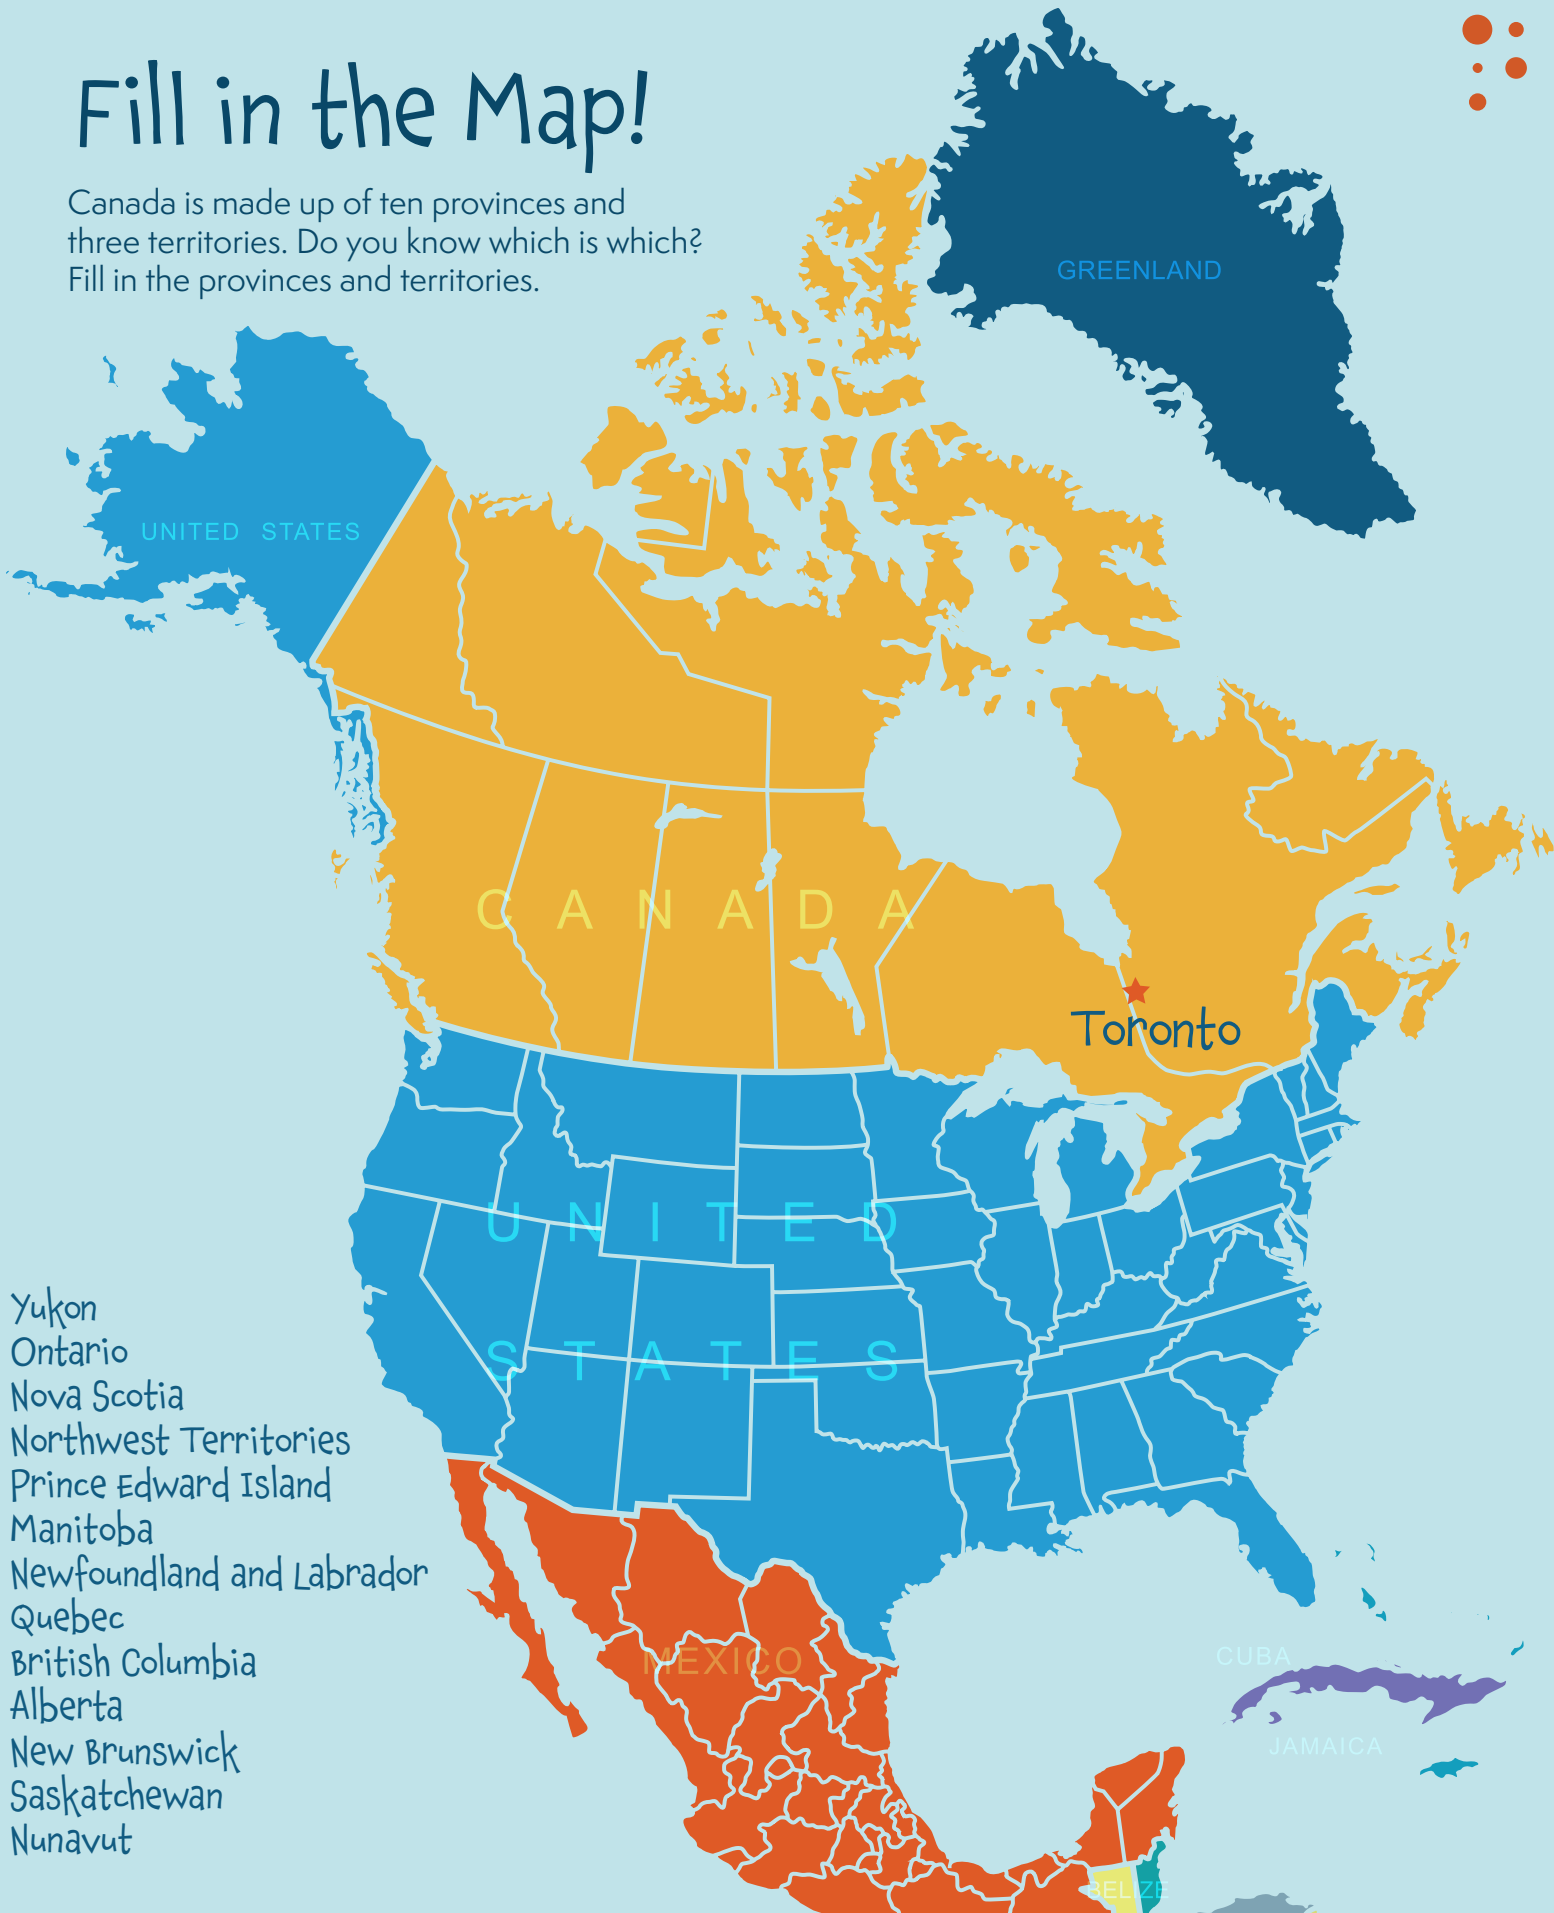 Fill in the Map!
Canada is made up of ten provinces and
three territories. Do you know which is which?
Fill in the provinces and territories.
GREENLAND
UNITED STATES
CANADA
Toronto
UNITED
STATES
Yukon
Ontario
Nova Scotia
Northwest Territories
Prince Edward Island
Manitoba
Newfoundland and Labrador
Quebec
British Columbia
Alberta
New Brunswick
Saskatchewan
Nunavut
MEXICO
CUBA
JAMAICA
BELIZE